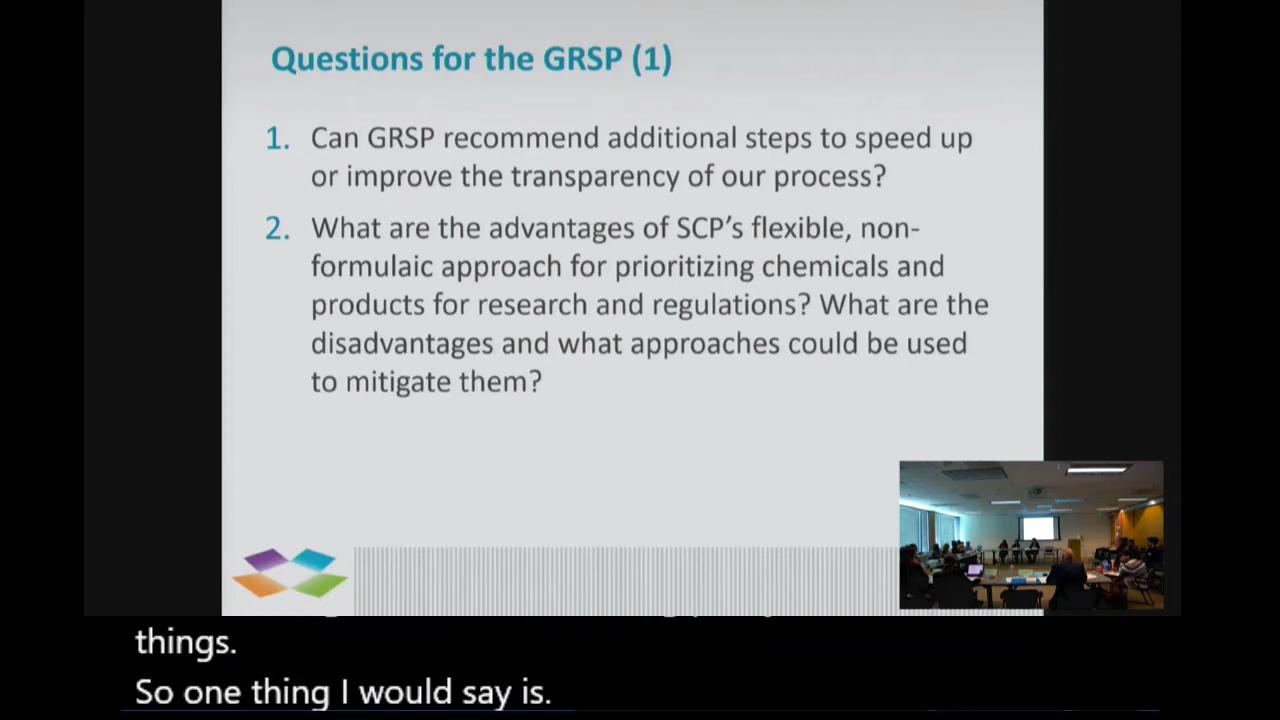 Questions for the GRSP (1)
1. Can GRSP recommend additional steps to speed up
or improve the transparency of our process?
2. What are the advantages of SCP’s flexible, non-
formulaic approach for prioritizing chemicals and
products for research and regulations? What are the
disadvantages and what approaches could be used
to mitigate them?
things.
So one thing I would say is.